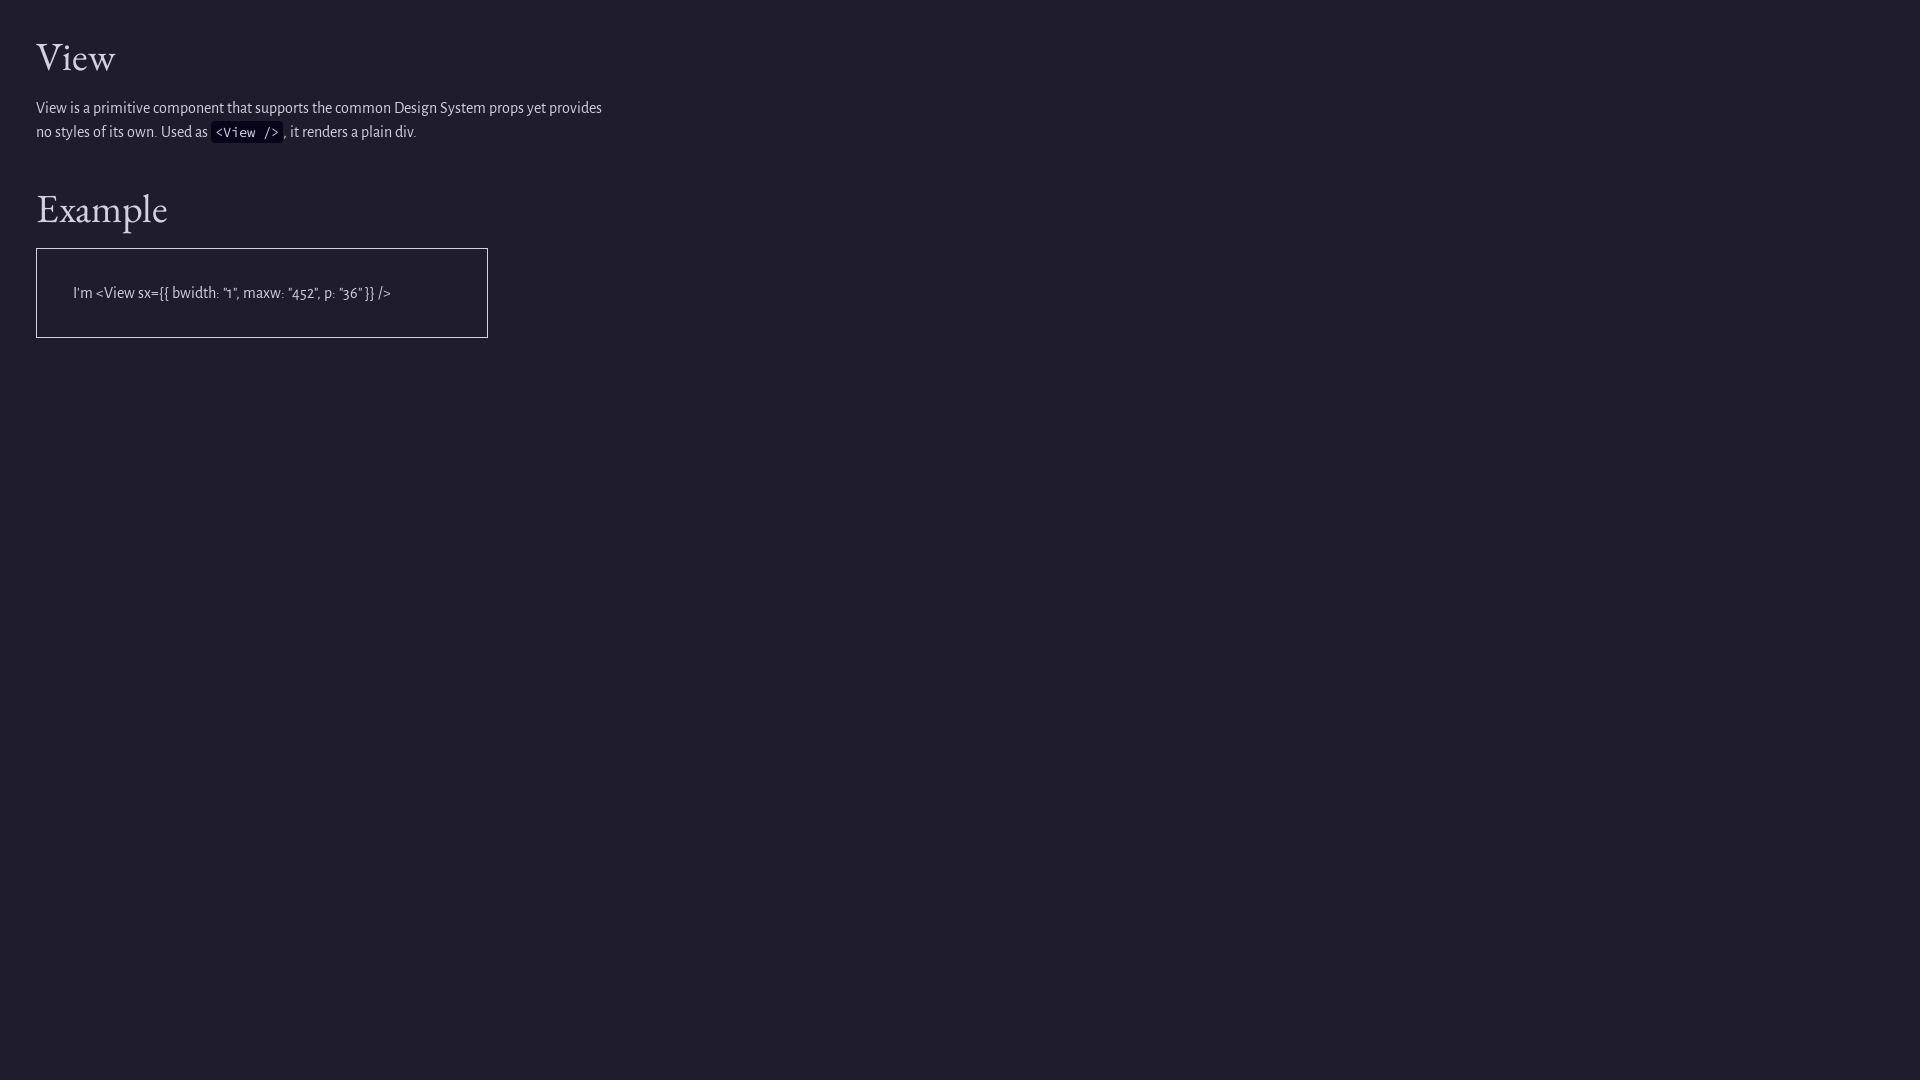 View
View is a primitive component that supports the common Design System props yet provides
no styles of its own. Used as <View />, it renders a plain div.
Example
I'm <View sx={{ bwidth: "1", maxw: "452", p: "36" }} />